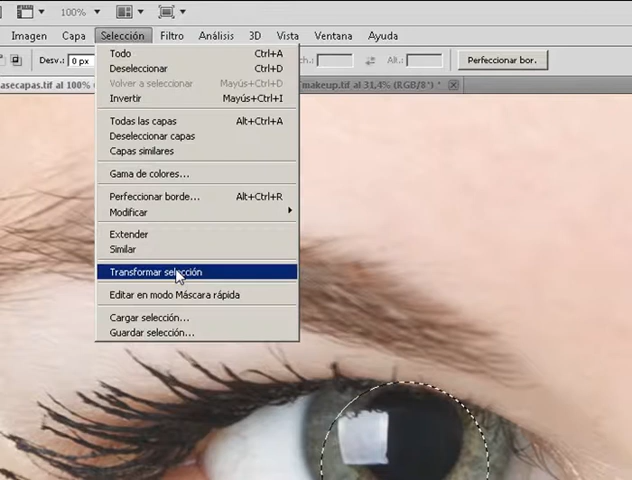 100%
Imagen Capa Selección Filtro Análisis 3D Vista Ventana Ayuda
Desv.: 0 px
Alt.:
Perfeccionar bor.
asecapas.tif al 100%
makeup.tif al 31,4% (RGB/8*) *
Todo Ctrl+A
Deseleccionar Ctrl+D
Volver a seleccionar Mayús+Ctrl+D
Invertir Mayús+Ctrl+I
Todas las capas Alt+Ctrl+A
Deseleccionar capas
Capas similares
Gama de colores...
Perfeccionar borde... Alt+Ctrl+R
Modificar
Extender
Similar
Transformar selección
Editar en modo Máscara rápida
Cargar selección...
Guardar selección...